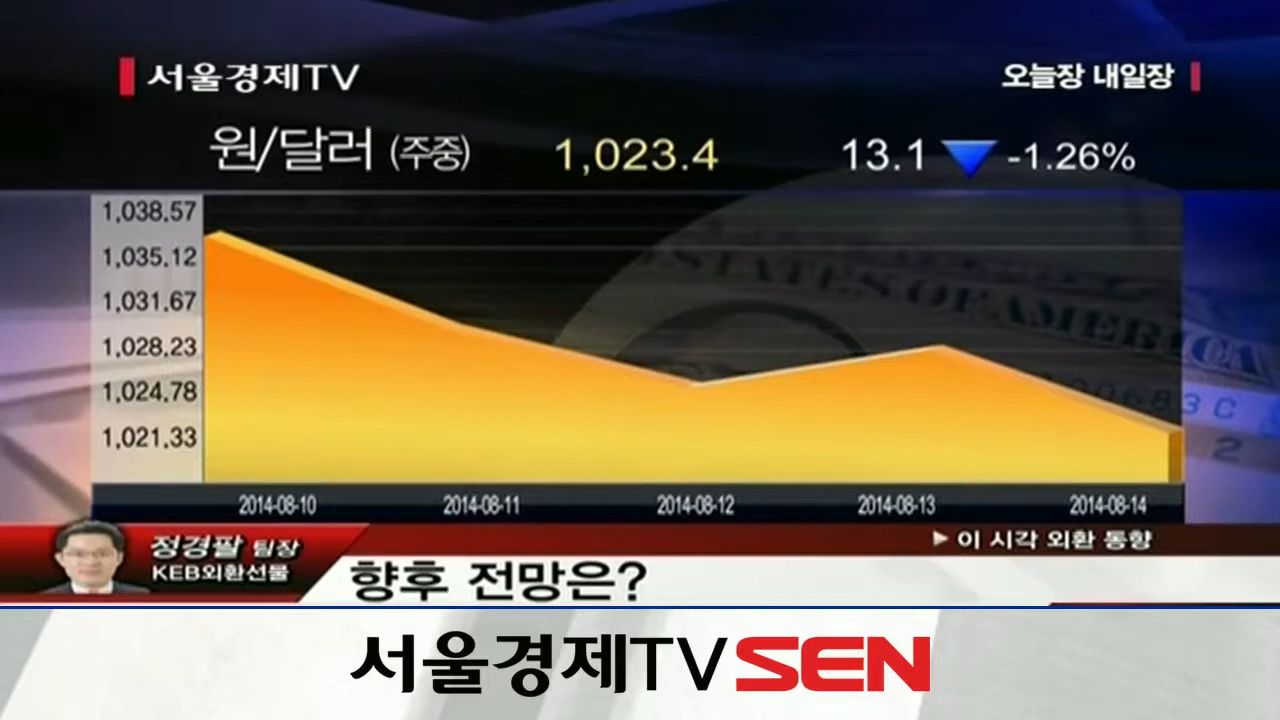 서울경제TV
오늘장 내일장
원/달러 (주중) 1,023.4 13.1 ▼ -1.26%
1,038.57
1,035.12
1,031.67
1,028.23
1,024.78
1,021.33
STATES OF AMERICA
2014-08-10 2014-08-11 2014-08-12 2014-08-13 2014-08-14
정경팔 팀장
KEB외환선물
▶이 시각 외환 동향
향후 전망은?
서울경제TV SEN